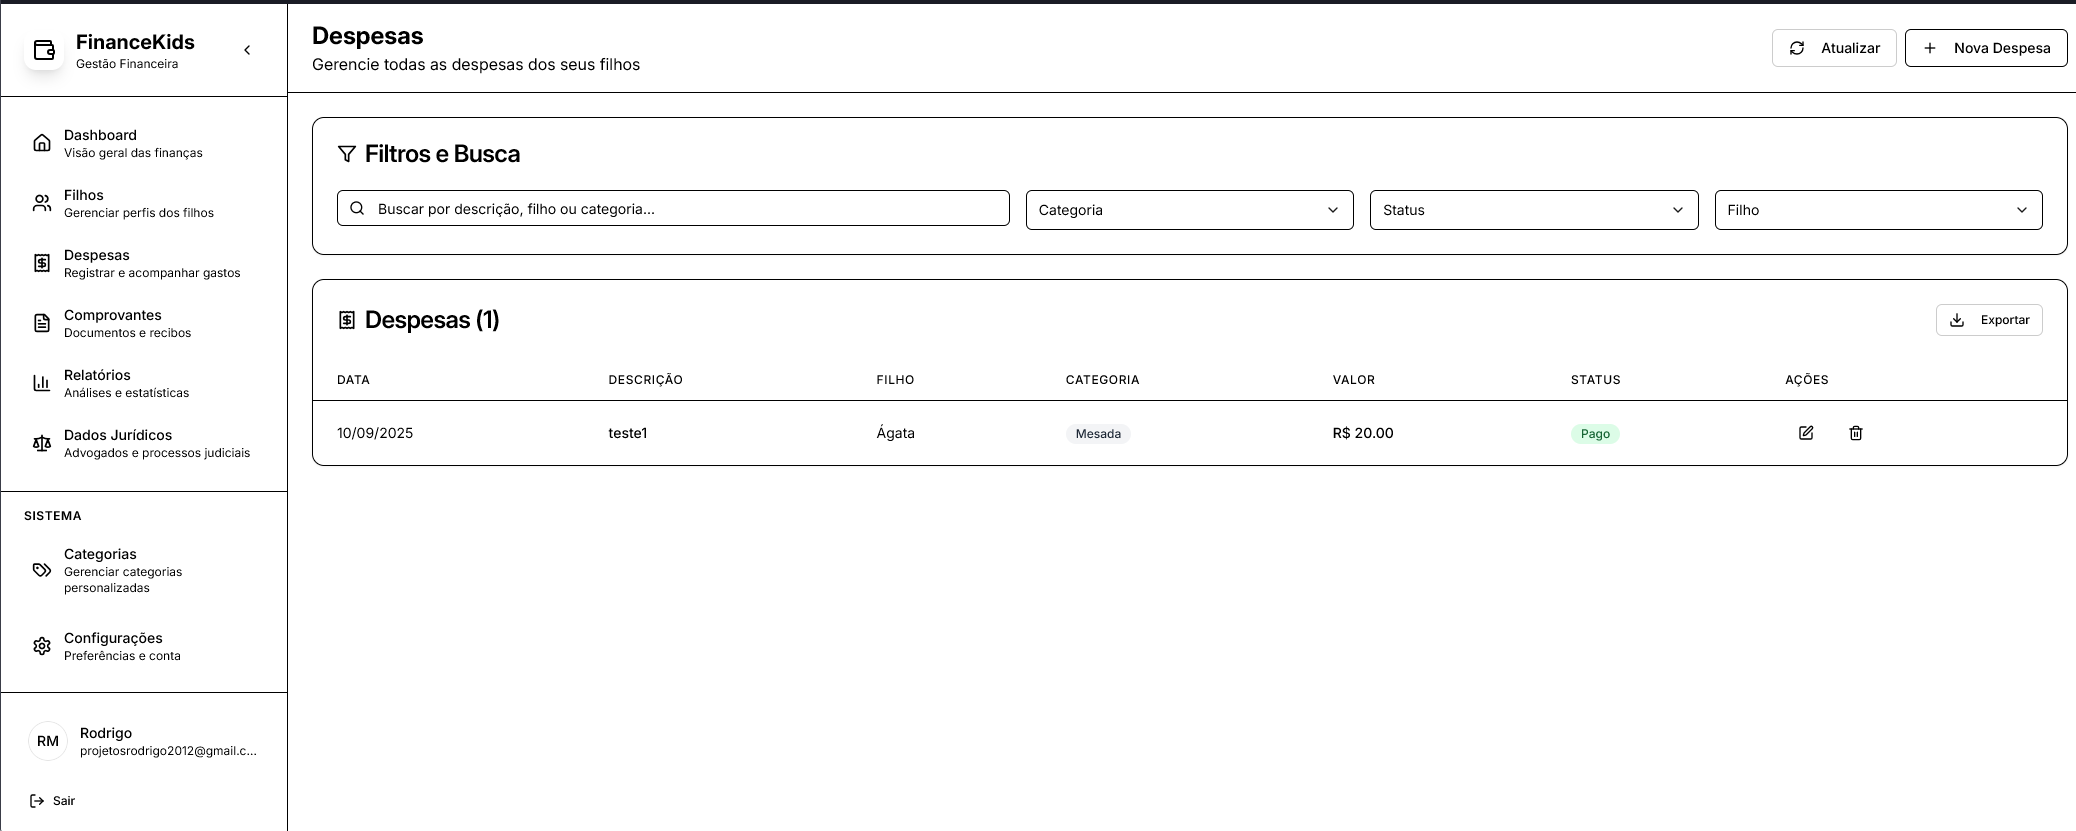 FinanceKids
Gestão Financeira
Dashboard
Visão geral das finanças
Filhos
Gerenciar perfis dos filhos
Despesas
Registrar e acompanhar gastos
Comprovantes
Documentos e recibos
Relatórios
Análises e estatísticas
Dados Jurídicos
Advogados e processos judiciais
SISTEMA
Categorias
Gerenciar categorias
personalizadas
Configurações
Preferências e conta
RM
Rodrigo
projetosrodrigo2012@gmail.c...
Sair
Despesas
Gerencie todas as despesas dos seus filhos
Atualizar
Nova Despesa
Filtros e Busca
Buscar por descrição, filho ou categoria...
Categoria
Status
Filho
Despesas (1)
Exportar
DATA DESCRIÇÃO FILHO CATEGORIA VALOR STATUS AÇÕES
10/09/2025 teste1 Ágata Mesada R$ 20.00 Pago